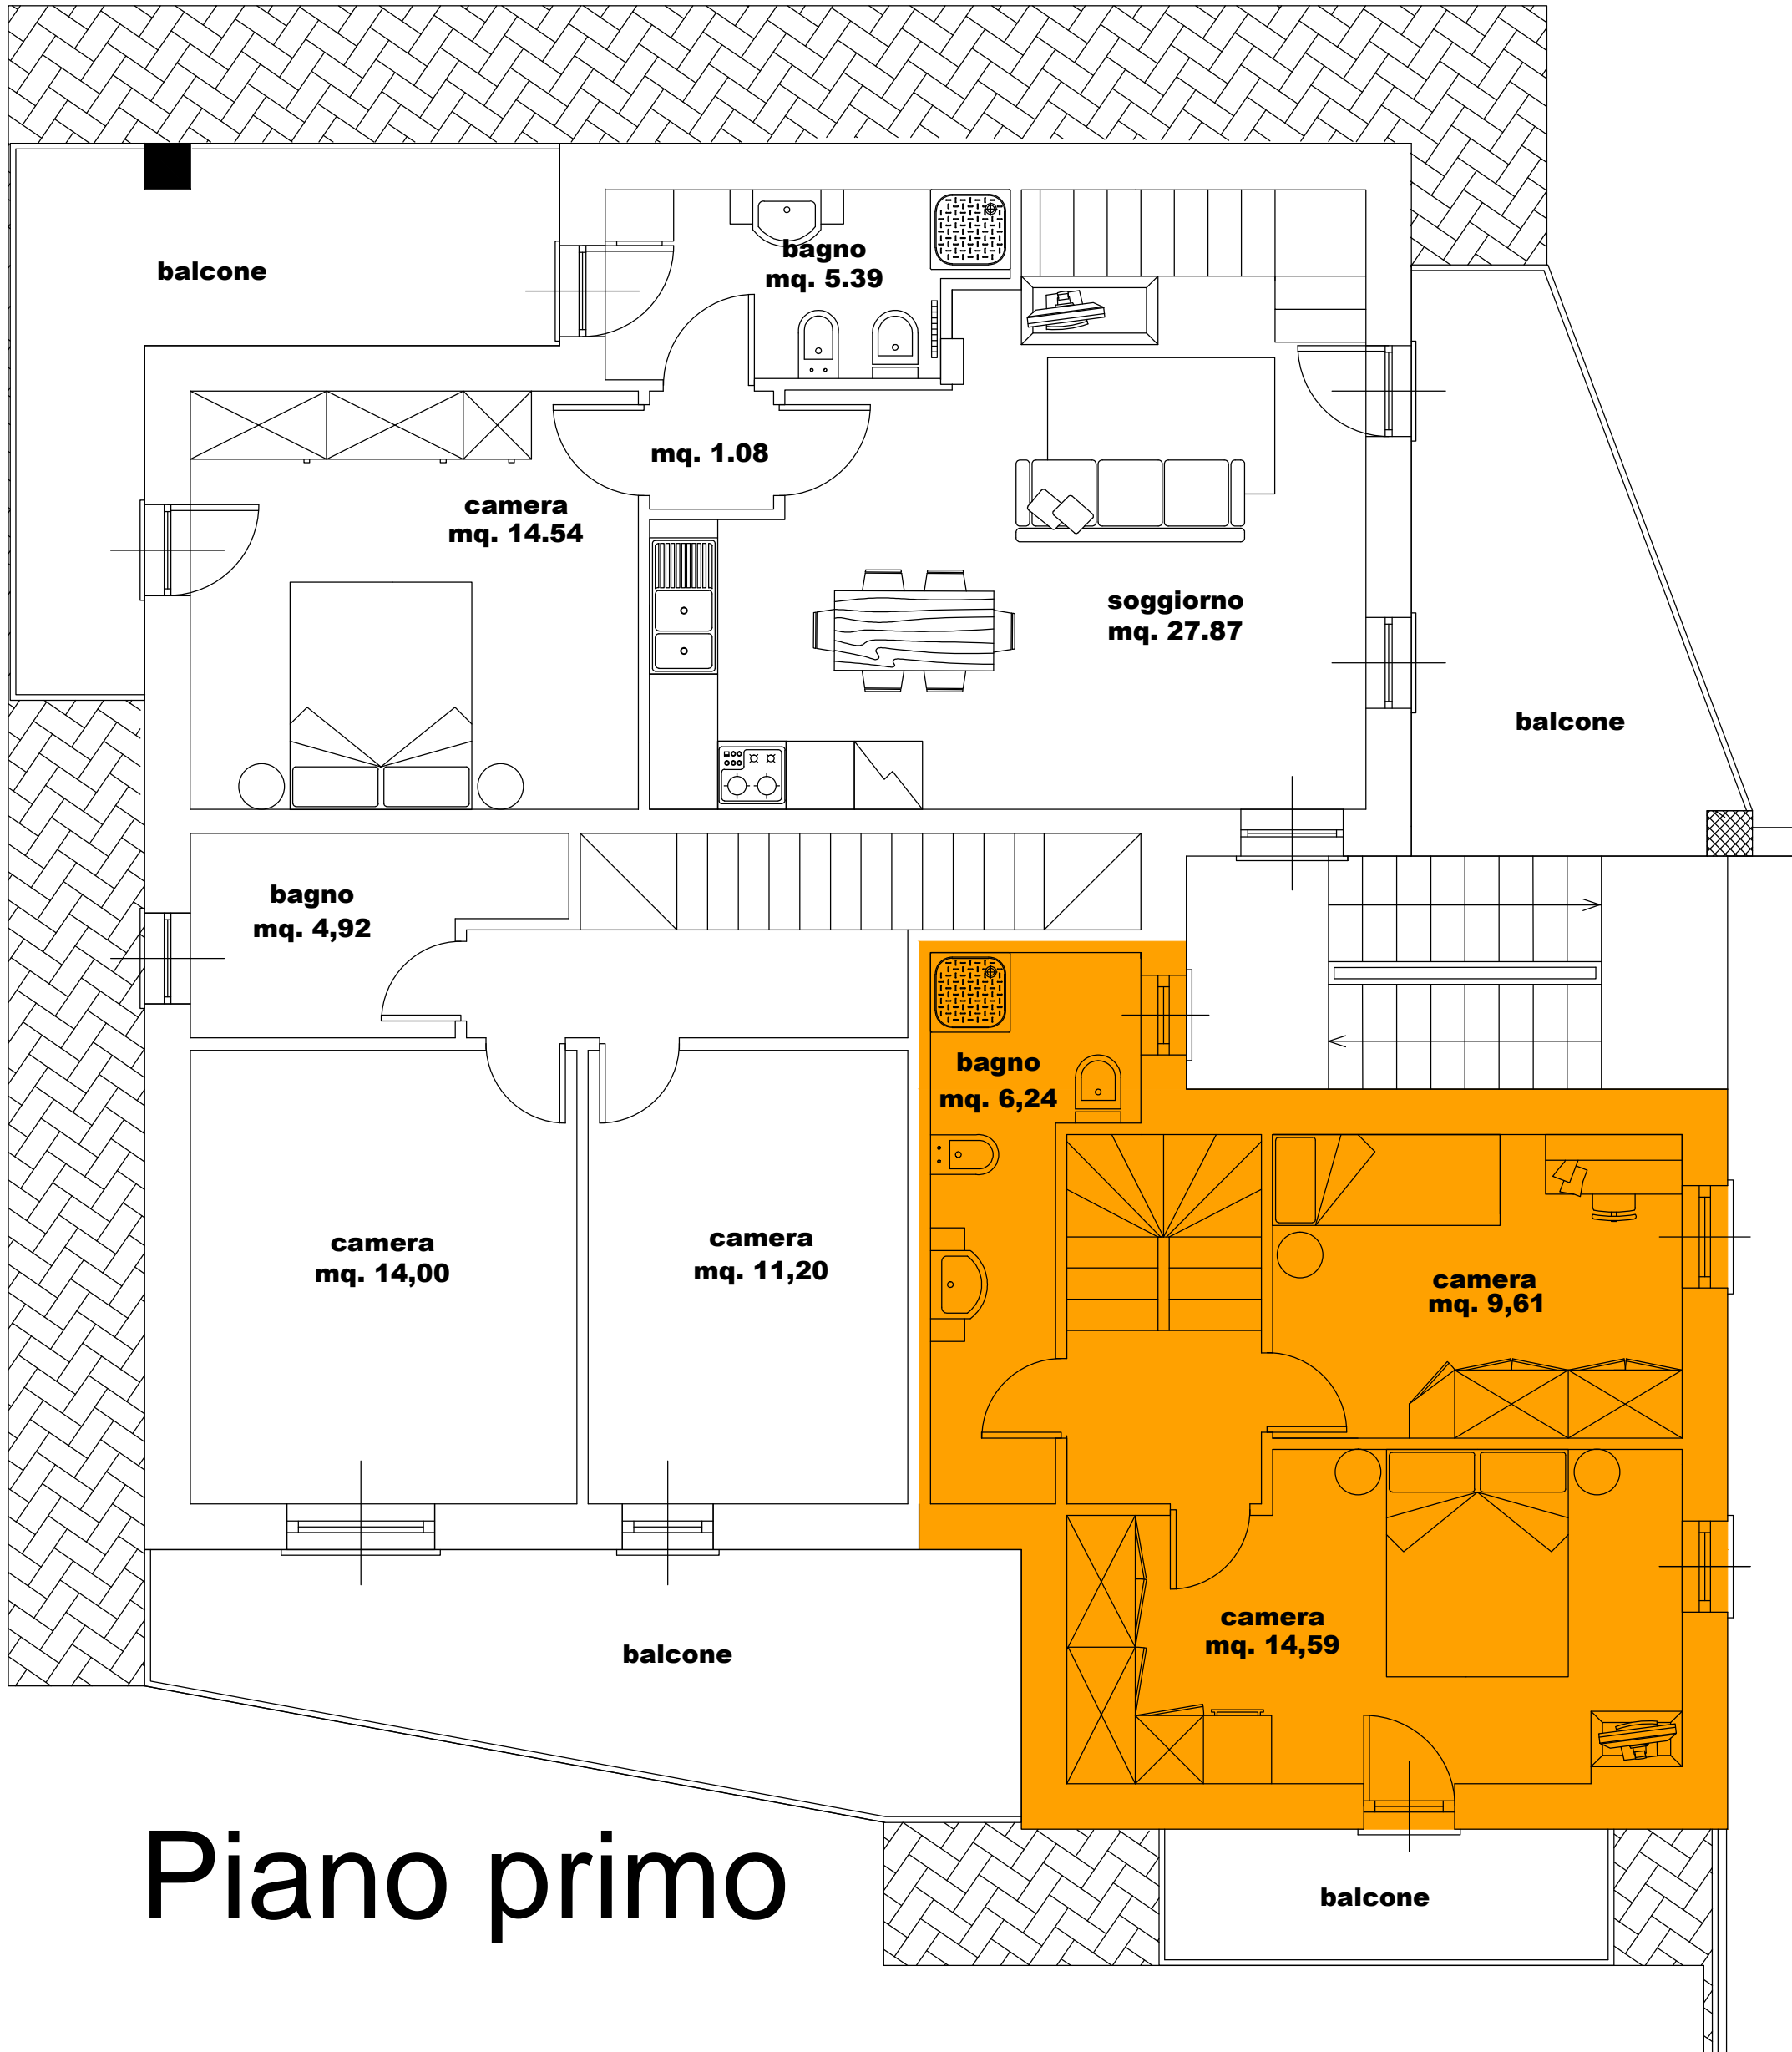 balcone
bagno
mq. 5.39
mq. 1.08
camera
mq. 14.54
soggiorno
mq. 27.87
balcone
bagno
mq. 4,92
bagno
mq. 6,24
camera
mq. 14,00
camera
mq. 11,20
camera
mq. 9,61
camera
mq. 14,59
balcone
Piano primo
balcone